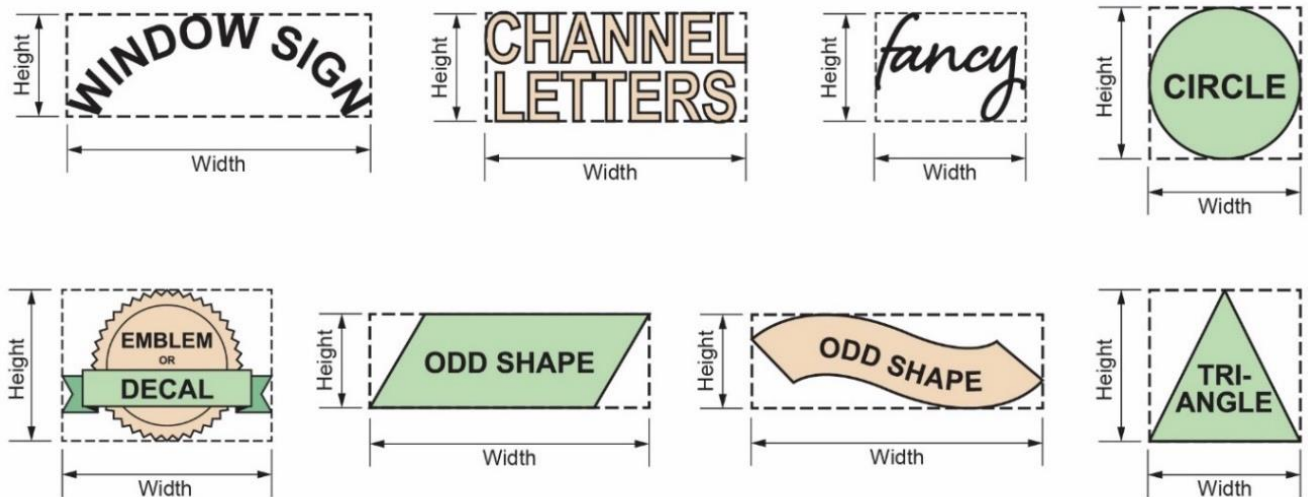 Height
WINDOW SIGN
Width
Height
CHANNEL
LETTERS
Width
Height
fancy
Width
Height
CIRCLE
Width
Height
EMBLEM
OR
DECAL
Width
Height
ODD SHAPE
Width
Height
ODD SHAPE
Width
Height
TRI-
ANGLE
Width